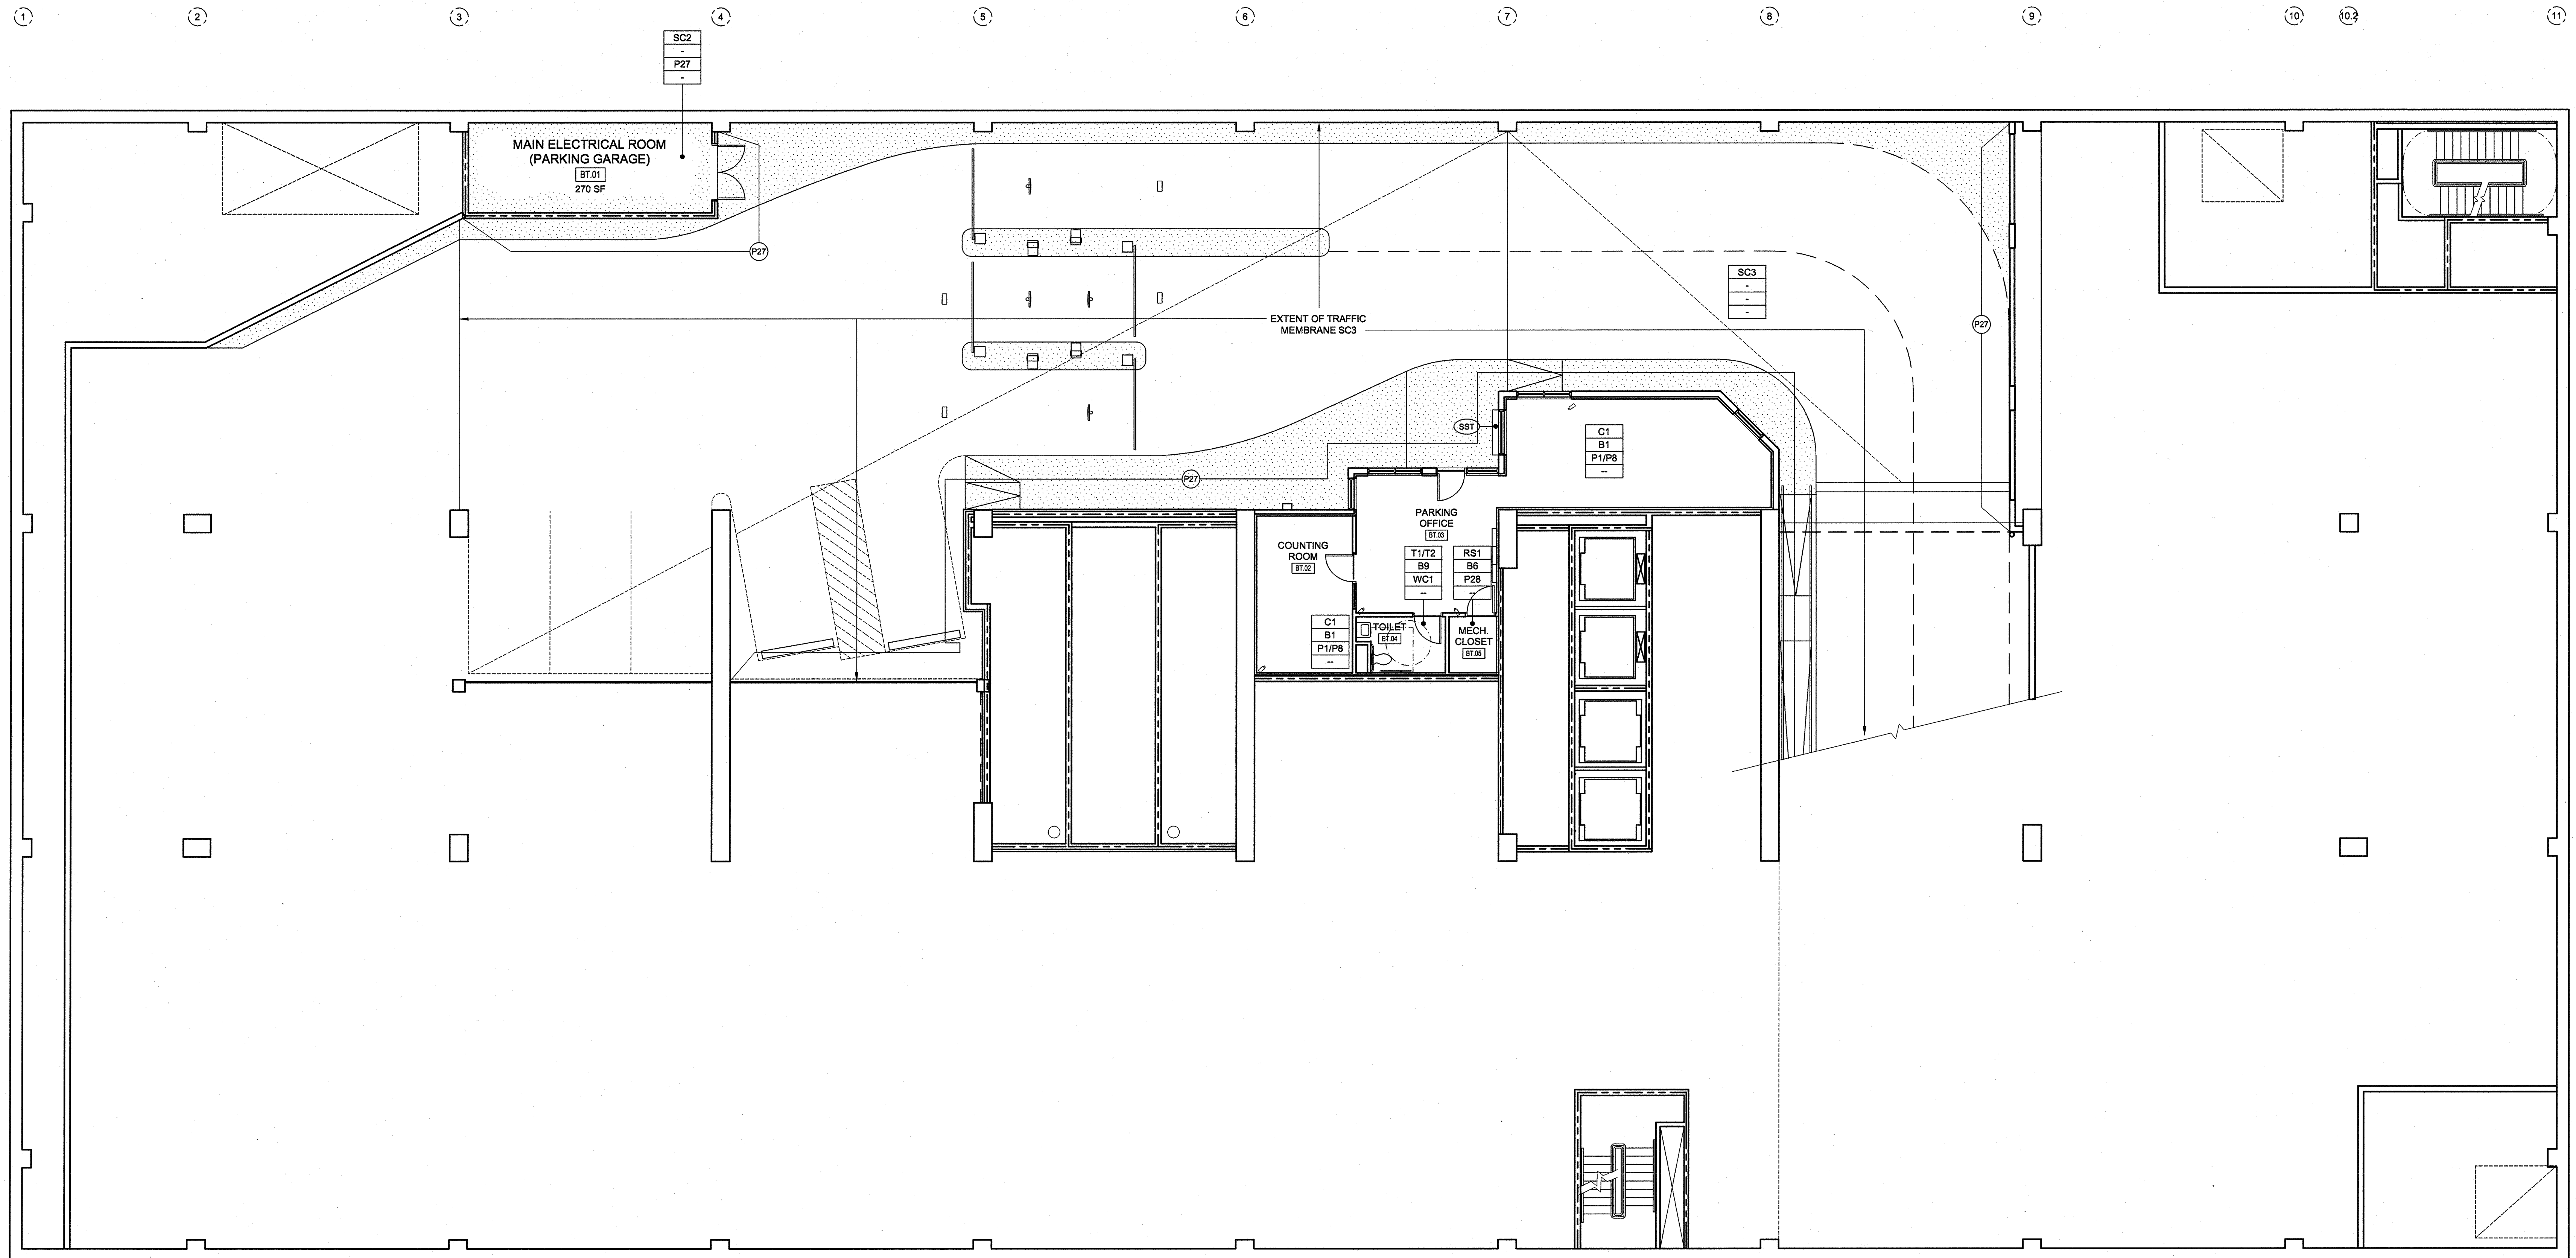 1 2 3 4 5 6 7 8 9 10 10.2 11
SC2
-
P27
-
MAIN ELECTRICAL ROOM
(PARKING GARAGE)
BT.01
270 SF
P27
SC3
-
-
-
EXTENT OF TRAFFIC
MEMBRANE SC3
P27
SST
C1
B1
P1/P8
--
P27
PARKING
OFFICE
BT.03
COUNTING
ROOM
BT.02
T1/T2
B9
WC1
--
RS1
B6
P28
--
C1
B1
P1/P8
--
TOILET
BT.04
MECH.
CLOSET
BT.05